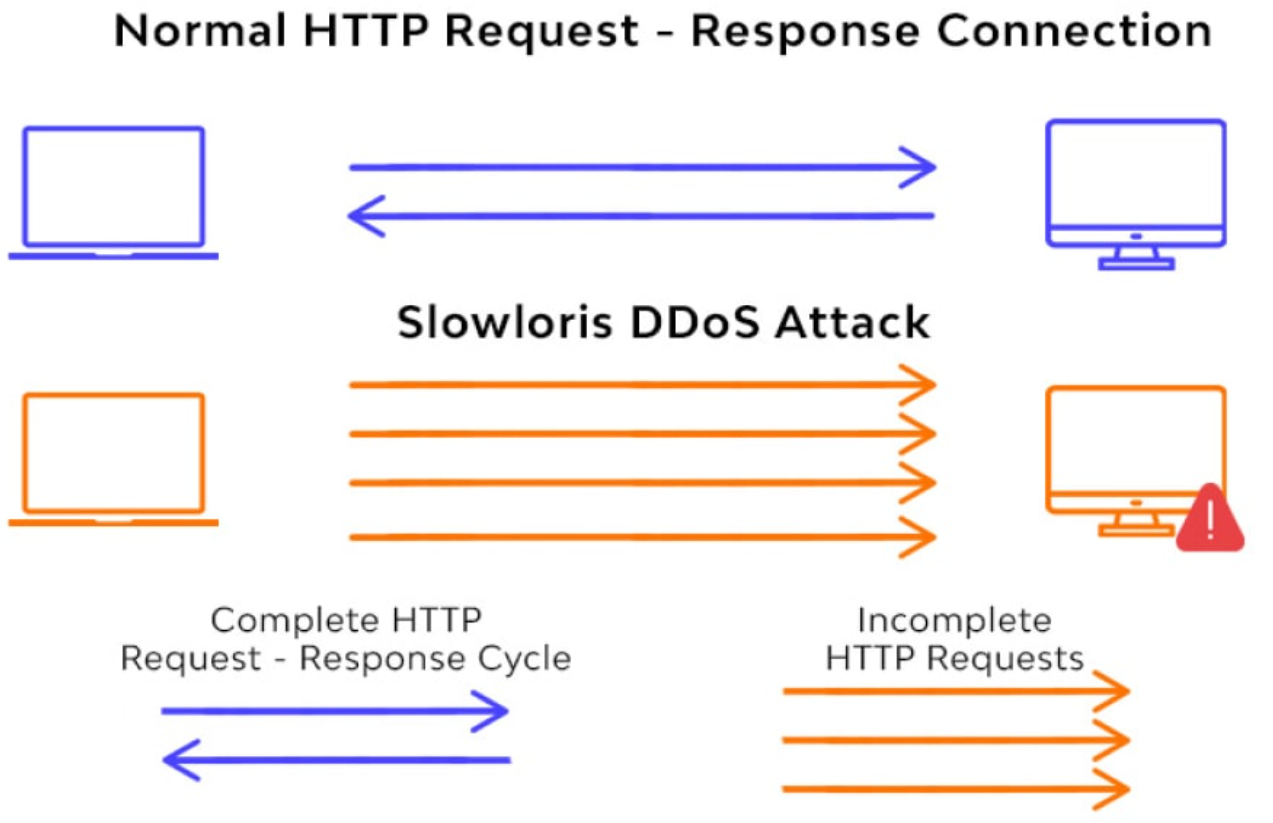 Normal HTTP Request - Response Connection
Slowloris DDoS Attack
Complete HTTP
Request - Response Cycle
Incomplete
HTTP Requests